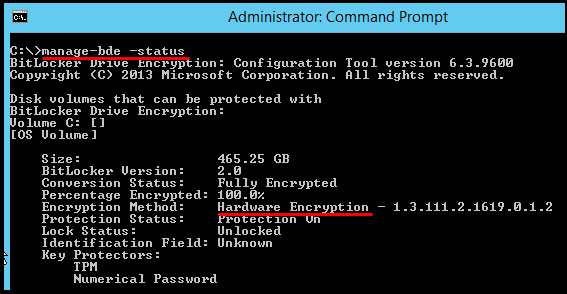 Administrator: Command Prompt
C:\>manage-bde -status
BitLocker Drive Encryption: Configuration Tool version 6.3.9600
Copyright (C) 2013 Microsoft Corporation. All rights reserved.
Disk volumes that can be protected with
BitLocker Drive Encryption:
Volume C: []
[OS Volume]
Size: 465.25 GB
BitLocker Version: 2.0
Conversion Status: Fully Encrypted
Percentage Encrypted: 100.0%
Encryption Method: Hardware Encryption - 1.3.111.2.1619.0.1.2
Protection Status: Protection On
Lock Status: Unlocked
Identification Field: Unknown
Key Protectors:
TPM
Numerical Password